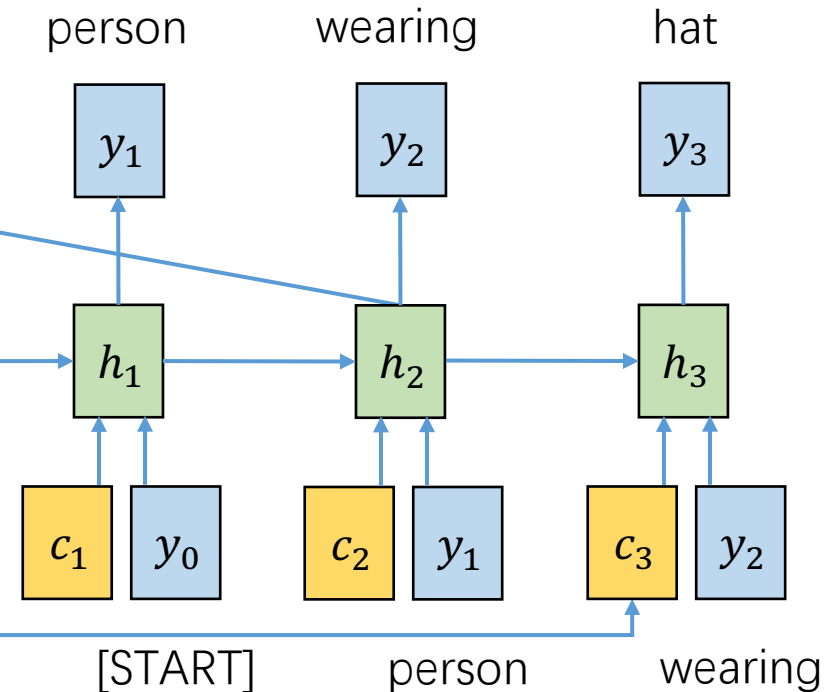 person wearing hat
y₁ y₂ y₃
h₁ h₂ h₃
c₁ y₀ c₂ y₁ c₃ y₂
[START] person wearing